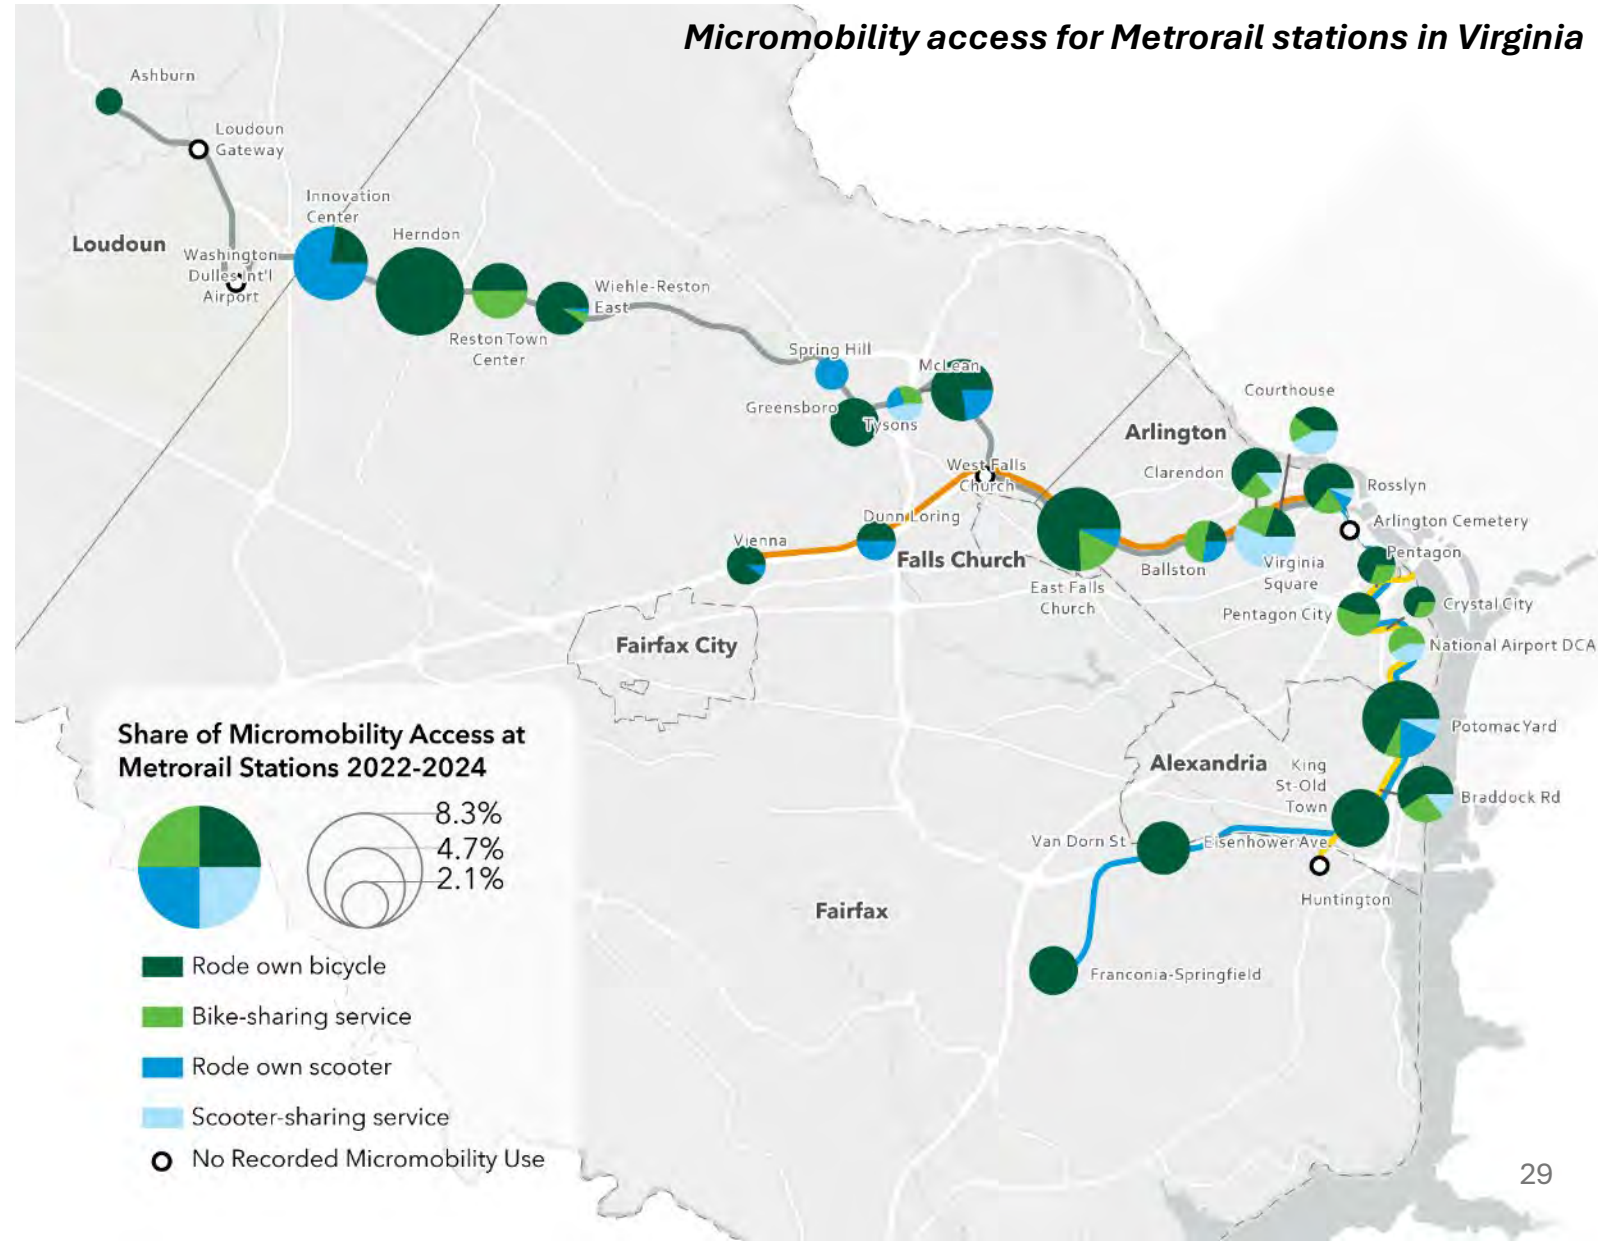 Micromobility access for Metrorail stations in Virginia
Ashburn
Loudoun
Gateway
Innovation
Center
Loudoun
Herndon
Washington
Dulles Int'l
Airport
Wiehle-Reston
East
Reston Town
Center
Spring Hill
McLean
Greensboro
Tysons
Courthouse
Arlington
Clarendon
West Falls
Church
Rosslyn
Dunn Loring
Arlington Cemetery
Vienna
Falls Church
Pentagon
Ballston
Virginia
Square
East Falls
Church
Crystal City
Pentagon City
Fairfax City
National Airport DCA
Potomac Yard
Alexandria
King
St-Old
Town
Braddock Rd
Van Dorn St
Eisenhower Ave
Huntington
Fairfax
Franconia-Springfield
Share of Micromobility Access at
Metrorail Stations 2022-2024
8.3%
4.7%
2.1%
Rode own bicycle
Bike-sharing service
Rode own scooter
Scooter-sharing service
No Recorded Micromobility Use
29